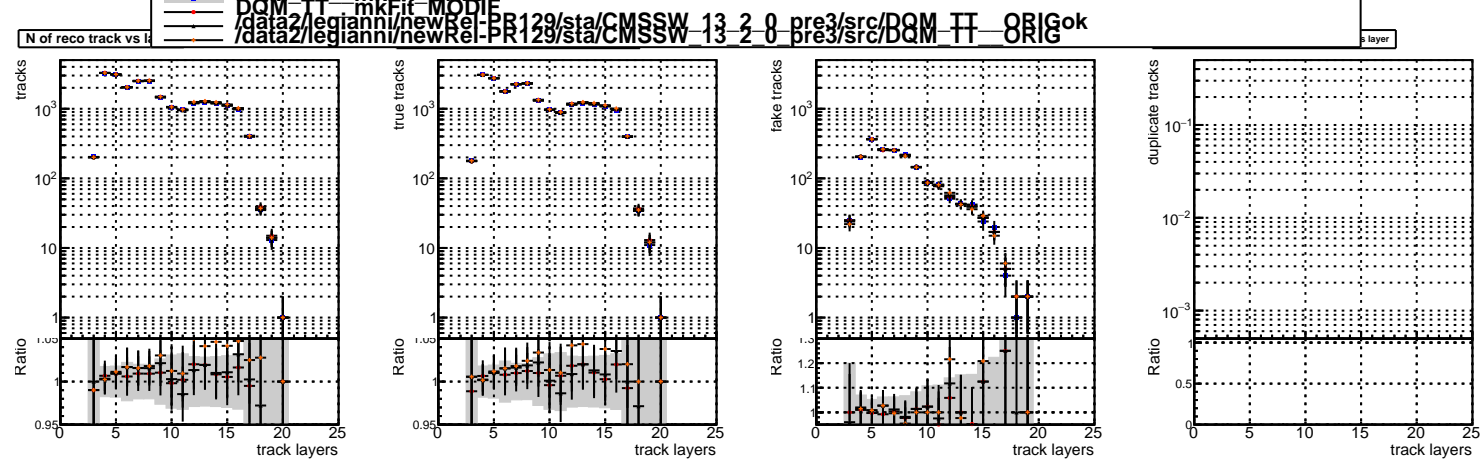 DQM_TT__mkFit_MODIF
/data2/legianni/newRel-PR129/sta/CMSSW_13_2_0_pre3/src/DQM_TT__ORIGok
/data2/legianni/newRel-PR129/sta/CMSSW_13_2_0_pre3/src/DQM_TT__ORIG
N of reco track vs la
s layer
tracks
10³
10²
10
1
Ratio
1.05
1
0.95
0 5 10 15 20 25
track layers
true tracks
10³
10²
10
1
Ratio
1.05
1
0.95
0 5 10 15 20 25
track layers
fake tracks
10³
10²
10
1
Ratio
1.3
1.2
1.1
1
0 5 10 15 20 25
track layers
duplicate tracks
10⁻¹
10⁻²
10⁻³
Ratio
1
0.5
0
0 5 10 15 20 25
track layers